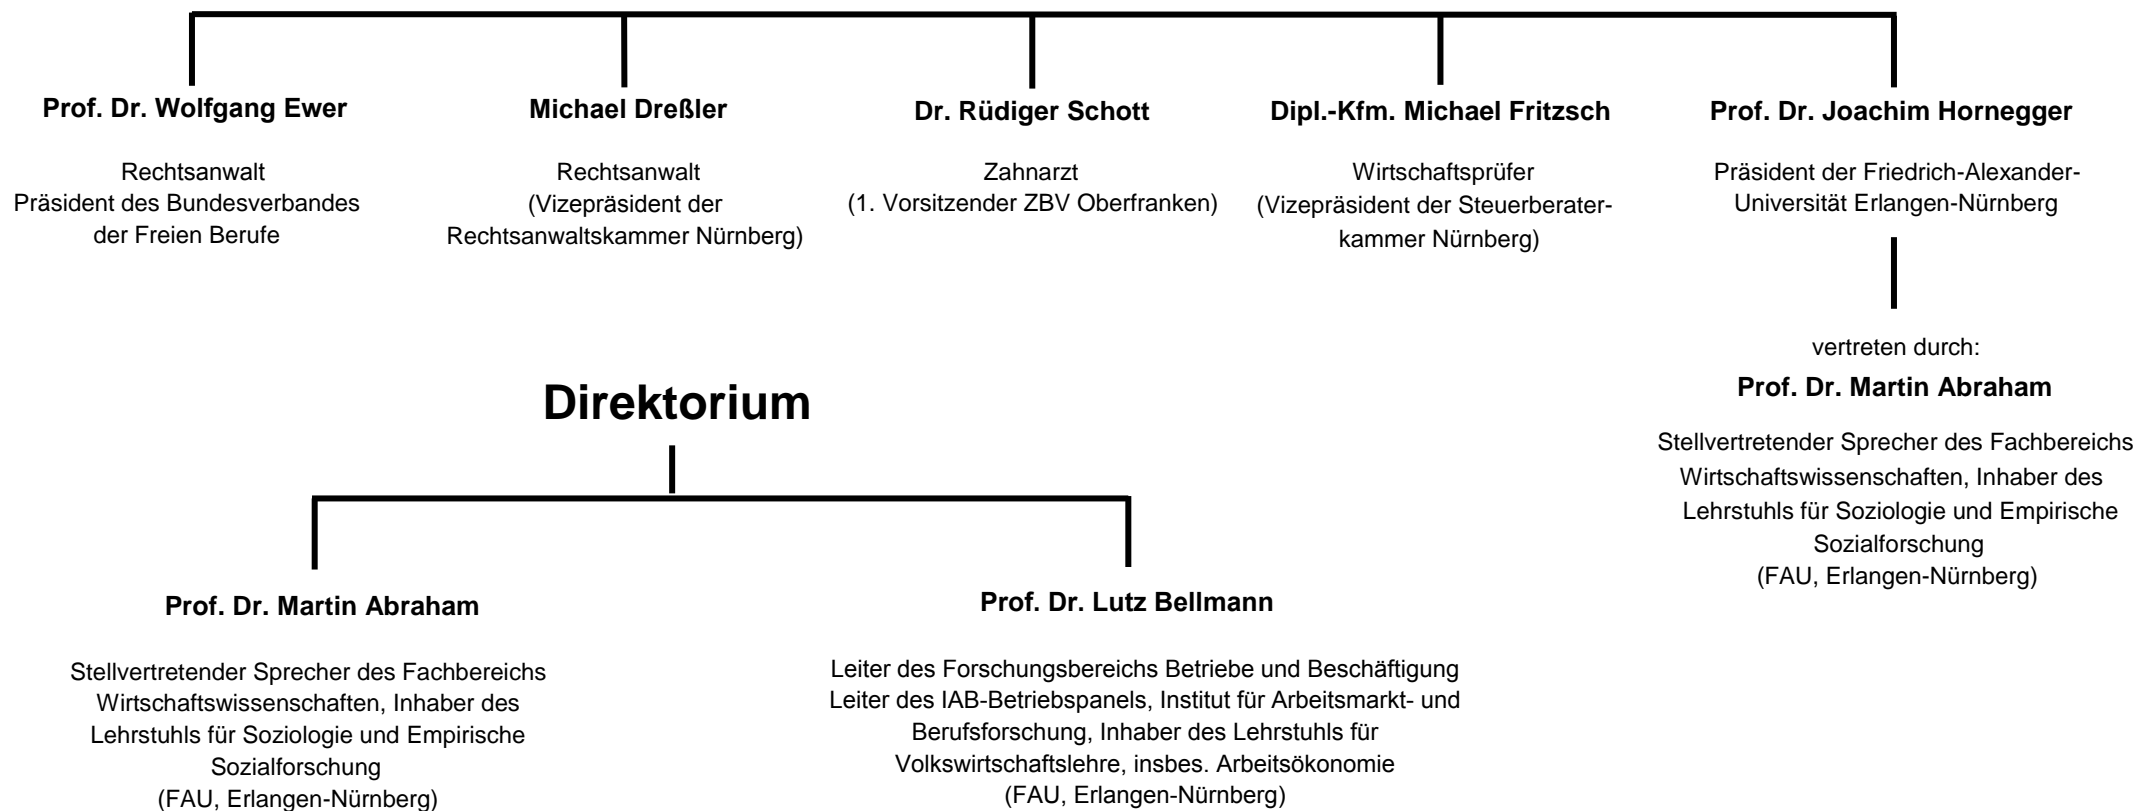 Prof. Dr. Wolfgang Ewer
Rechtsanwalt
Präsident des Bundesverbandes
der Freien Berufe
Michael Dreßler
Rechtsanwalt
(Vizepräsident der
Rechtsanwaltskammer Nürnberg)
Dr. Rüdiger Schott
Zahnarzt
(1. Vorsitzender ZBV Oberfranken)
Dipl.-Kfm. Michael Fritzsch
Wirtschaftsprüfer
(Vizepräsident der Steuerberater-
kammer Nürnberg)
Prof. Dr. Joachim Hornegger
Präsident der Friedrich-Alexander-
Universität Erlangen-Nürnberg
vertreten durch:
Prof. Dr. Martin Abraham
Stellvertretender Sprecher des Fachbereichs
Wirtschaftswissenschaften, Inhaber des
Lehrstuhls für Soziologie und Empirische
Sozialforschung
(FAU, Erlangen-Nürnberg)
Direktorium
Prof. Dr. Martin Abraham
Stellvertretender Sprecher des Fachbereichs
Wirtschaftswissenschaften, Inhaber des
Lehrstuhls für Soziologie und Empirische
Sozialforschung
(FAU, Erlangen-Nürnberg)
Prof. Dr. Lutz Bellmann
Leiter des Forschungsbereichs Betriebe und Beschäftigung
Leiter des IAB-Betriebspanels, Institut für Arbeitsmarkt- und
Berufsforschung, Inhaber des Lehrstuhls für
Volkswirtschaftslehre, insbes. Arbeitsökonomie
(FAU, Erlangen-Nürnberg)